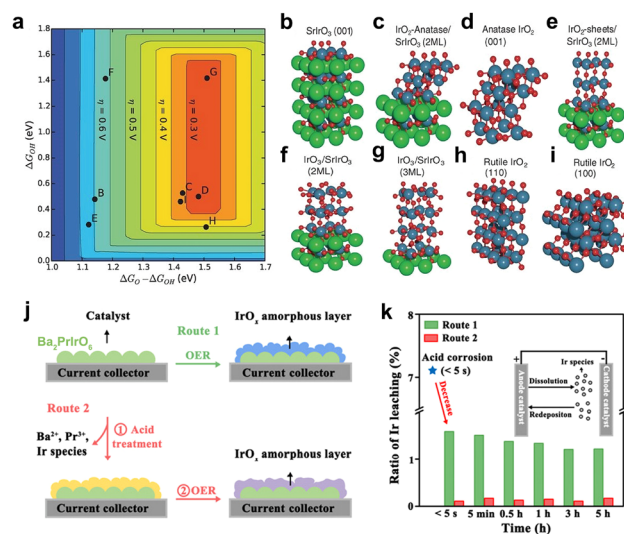 a
1.8
1.6
1.4
1.2
1.0
0.8
0.6
0.4
0.2
0.0
ΔG_OH (eV)
η = 0.6 V
η = 0.5 V
η = 0.4 V
η = 0.3 V
F
G
B
C
D
E
H
1.0 1.1 1.2 1.3 1.4 1.5 1.6 1.7
ΔG_O−ΔG_OH (eV)
b
SrIrO₃ (001)
c
IrO₂-Anatase/
SrIrO₃ (2ML)
d
Anatase IrO₂
(001)
e
IrO₂-sheets/
SrIrO₃ (2ML)
f
IrO₃/SrIrO₃
(2ML)
g
IrO₃/SrIrO₃
(3ML)
h
Rutile IrO₂
(110)
i
Rutile IrO₂
(100)
j
Catalyst
Ba₂PrIrO₆
Current collector
Route 1
OER
IrOₓ amorphous layer
Current collector
Route 2
Ba²⁺, Pr³⁺,
Ir species
① Acid
treatment
Current collector
②OER
IrOₓ amorphous layer
Current collector
k
Ratio of Ir leaching (%)
8
7
1
0
Route 1
Route 2
Acid corrosion
(< 5 s)
Decrease
+
-
Anode catalyst
Cathode catalyst
Ir species
Dissolution
Redepositon
< 5 s 5 min 0.5 h 1 h 3 h 5 h
Time (h)